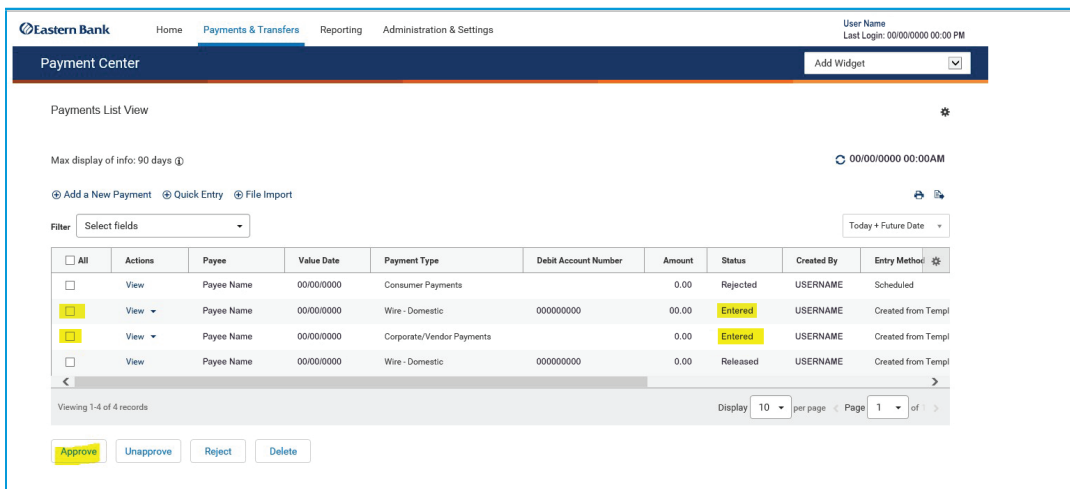 Eastern Bank Home Payments & Transfers Reporting Administration & Settings User Name
Last Login: 00/00/0000 00:00 PM
Payment Center Add Widget
Payments List View
Max display of info: 90 days 00/00/0000 00:00AM
Add a New Payment Quick Entry File Import
Filter Select fields Today + Future Date
All Actions Payee Value Date Payment Type Debit Account Number Amount Status Created By Entry Method
View Payee Name 00/00/0000 Consumer Payments 0.00 Rejected USERNAME Scheduled
View Payee Name 00/00/0000 Wire - Domestic 000000000 00.00 Entered USERNAME Created from Templ
View Payee Name 00/00/0000 Corporate/Vendor Payments 0.00 Entered USERNAME Created from Templ
View Payee Name 00/00/0000 Wire - Domestic 000000000 0.00 Released USERNAME Created from Templ
Viewing 1-4 of 4 records Display 10 per page < Page 1 of 1 >
Approve Unapprove Reject Delete